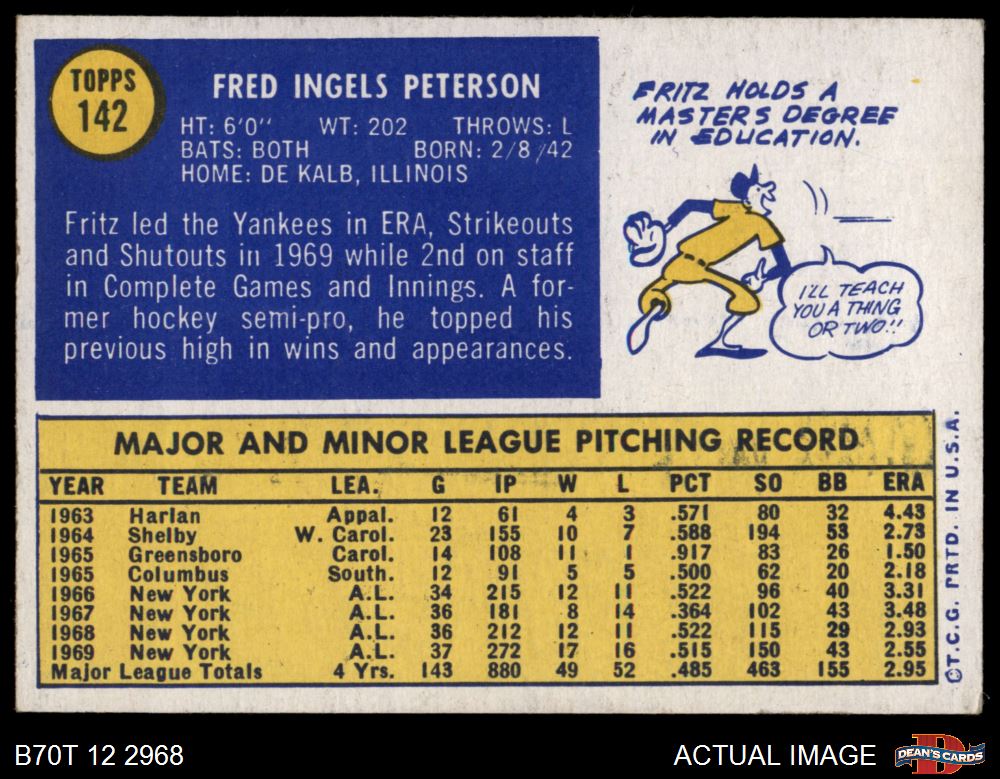 TOPPS
142
FRED INGELS PETERSON
HT: 6'0" WT: 202 THROWS: L
BATS: BOTH BORN: 2/8/42
HOME: DE KALB, ILLINOIS
Fritz led the Yankees in ERA, Strikeouts
and Shutouts in 1969 while 2nd on staff
in Complete Games and Innings. A for-
mer hockey semi-pro, he topped his
previous high in wins and appearances.
FRITZ HOLDS A
MASTERS DEGREE
IN EDUCATION.
I'LL TEACH
YOU A THING
OR TWO!!
MAJOR AND MINOR LEAGUE PITCHING RECORD
YEAR TEAM LEA. G IP W L PCT SO BB ERA
1963 Harlan Appal. 12 61 4 3 .571 80 32 4.43
1964 Shelby W. Carol. 23 155 10 7 .588 194 53 2.73
1965 Greensboro Carol. 14 108 11 1 .917 83 26 1.50
1965 Columbus South. 12 91 5 5 .500 62 20 2.18
1966 New York A.L. 34 215 12 11 .522 96 40 3.31
1967 New York A.L. 36 181 8 14 .364 102 43 3.48
1968 New York A.L. 36 212 12 11 .522 115 29 2.93
1969 New York A.L. 37 272 17 16 .515 150 43 2.55
Major League Totals 4 Yrs. 143 880 49 52 .485 463 155 2.95
©T.C.G. PRTD. IN U.S.A.
B70T 12 2968
ACTUAL IMAGE
DEAN'S CARDS